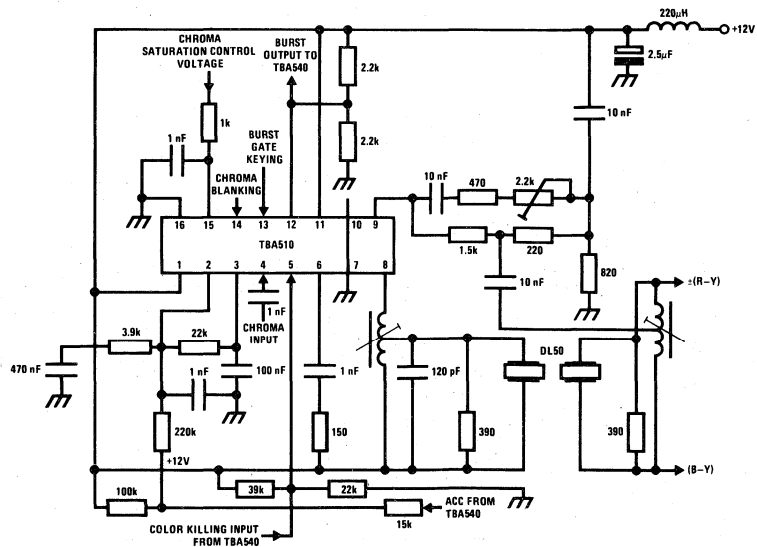 220µH
+12V
CHROMA
SATURATION CONTROL
VOLTAGE
BURST
OUTPUT TO
TBA540
2.5µF
2.2k
1k
10 nF
1 nF
BURST
GATE
KEYING
2.2k
CHROMA
BLANKING
10 nF
470
2.2k
16 15 14 13 12 11 10 9
TBA510
1 2 3 4 5 6 7 8
1.5k
220
10 nF
820
±(R–Y)
1 nF
CHROMA
INPUT
3.9k
22k
DL50
470 nF
1 nF
100 nF
1 nF
120 pF
220k
150
390
390
+12V
(B–Y)
100k
39k
22k
ACC FROM
TBA540
15k
COLOR KILLING INPUT
FROM TBA540